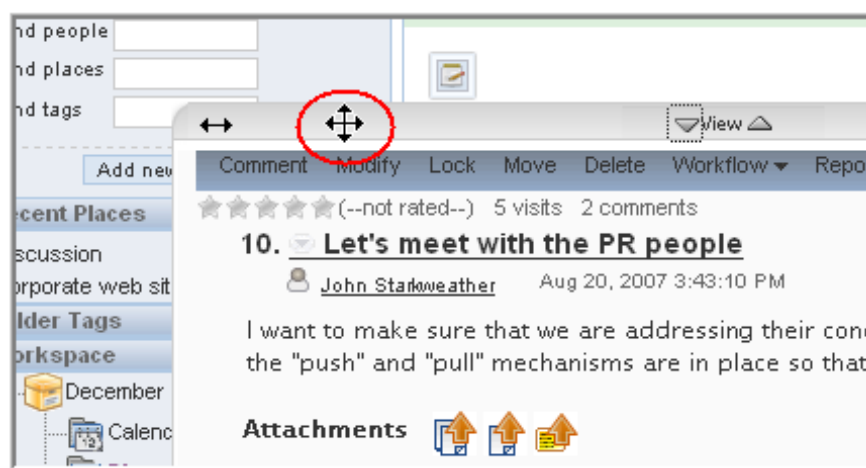 nd people
nd places
nd tags
Add new
View
Comment Modify Lock Move Delete Workflow Repo
cent Places
(--not rated--) 5 visits 2 comments
scussion
10. Let's meet with the PR people
orporate web sit
John Starkweather Aug 20, 2007 3:43:10 PM
lder Tags
I want to make sure that we are addressing their conc
orkspace
the "push" and "pull" mechanisms are in place so that
December
Calenc
Attachments